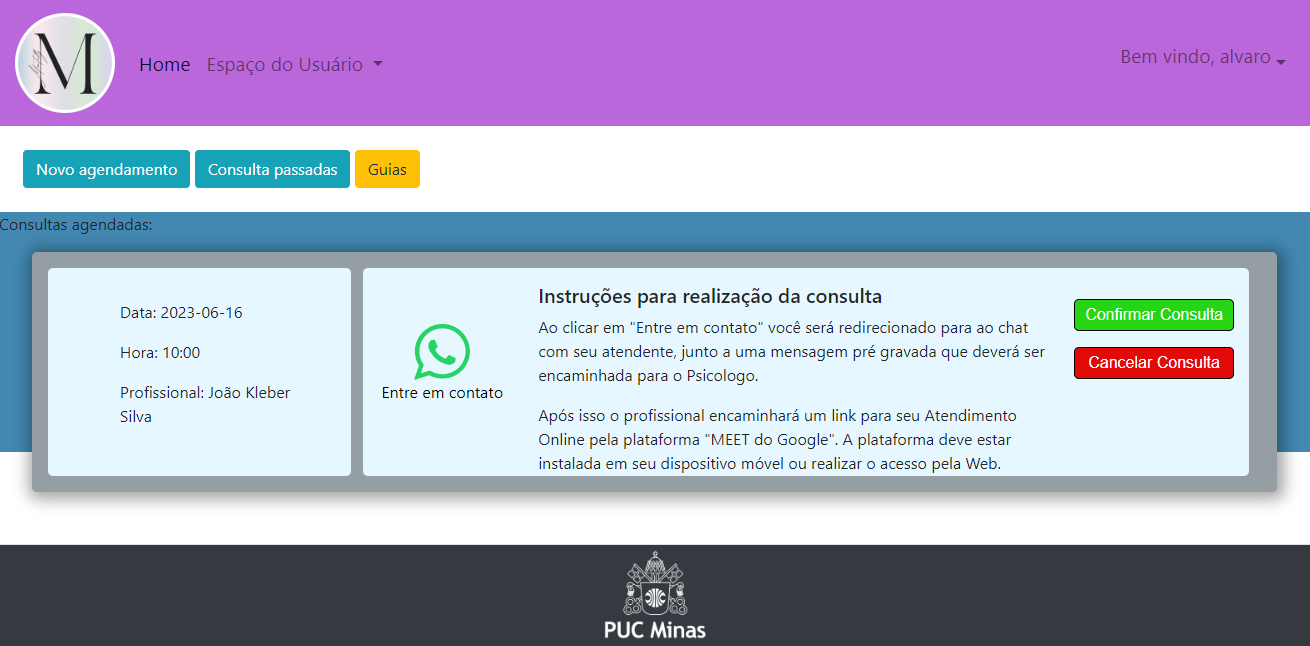 M
Home Espaço do Usuário
Bem vindo, alvaro
Novo agendamento Consulta passadas Guias
Consultas agendadas:
Data: 2023-06-16
Hora: 10:00
Profissional: João Kleber
Silva
Entre em contato
Instruções para realização da consulta
Ao clicar em "Entre em contato" você será redirecionado para ao chat
com seu atendente, junto a uma mensagem pré gravada que deverá ser
encaminhada para o Psicologo.
Após isso o profissional encaminhará um link para seu Atendimento
Online pela plataforma "MEET do Google". A plataforma deve estar
instalada em seu dispositivo móvel ou realizar o acesso pela Web.
Confirmar Consulta
Cancelar Consulta
PUC Minas